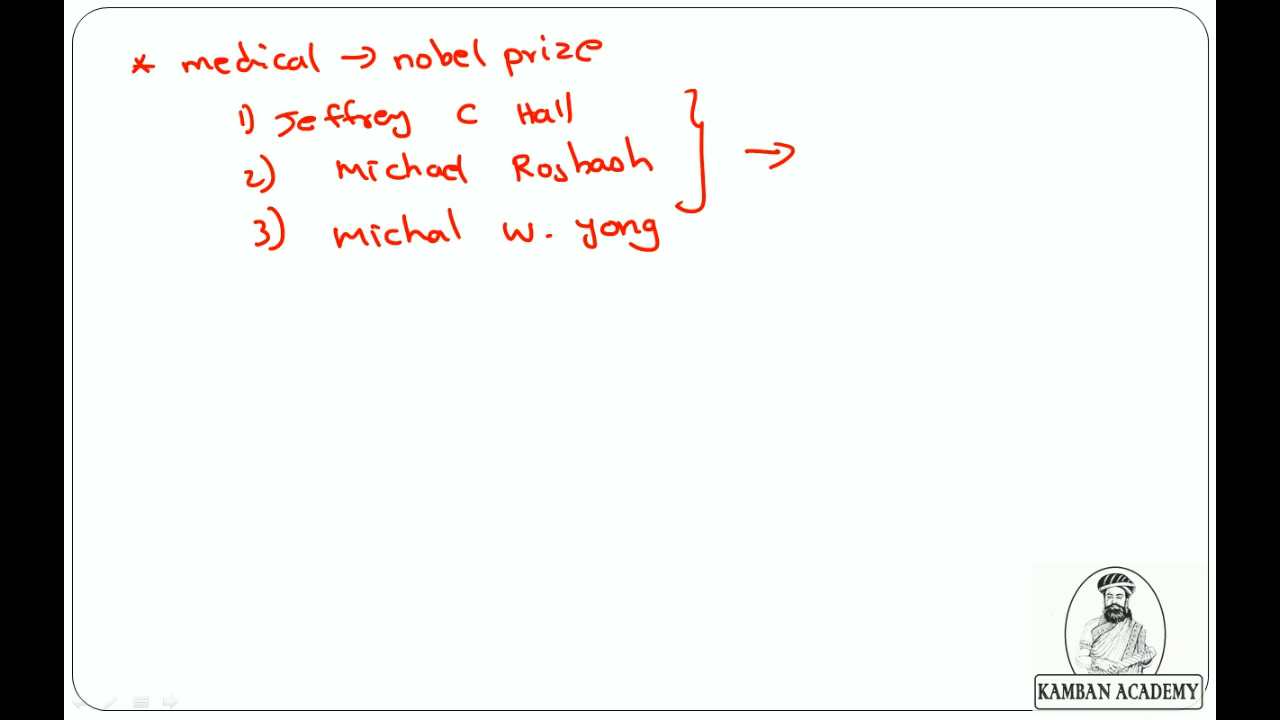 * medical → nobel prize
1) Jeffrey C Hall
2) Michael Rosbash
3) Michal W. Yong
→
KAMBAN ACADEMY